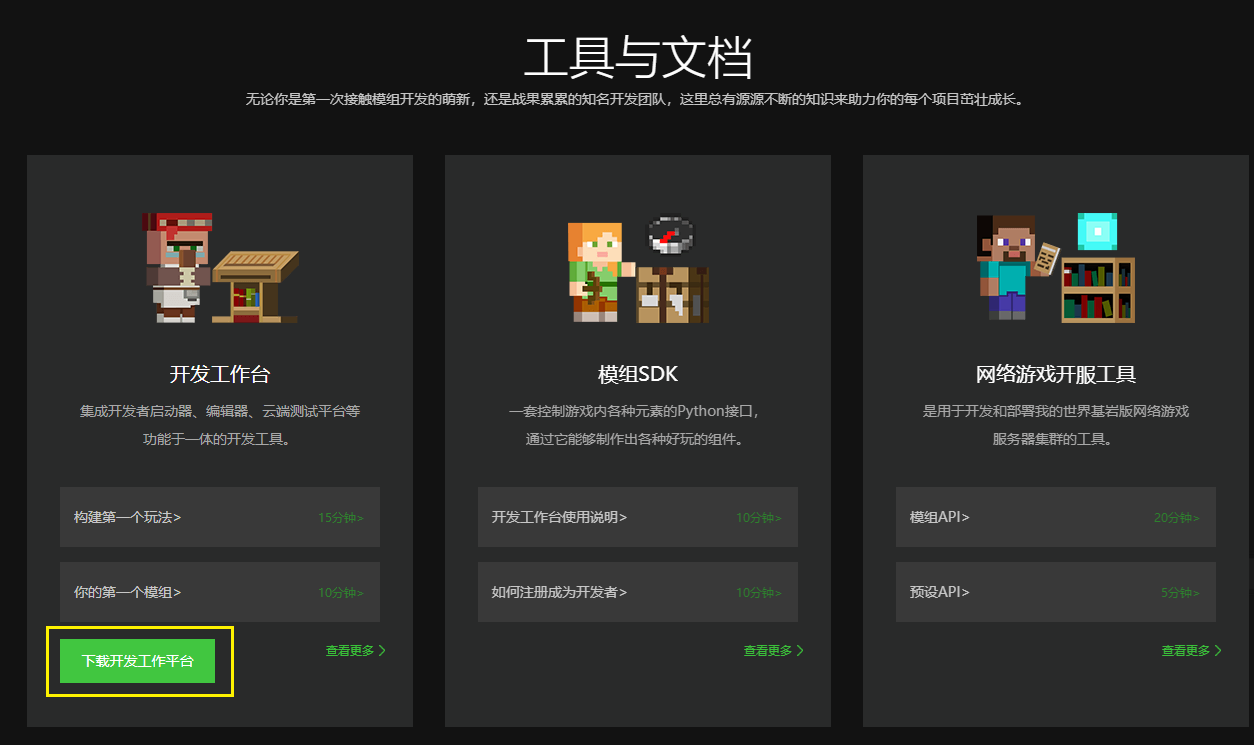 工具与文档
无论你是第一次接触模组开发的萌新，还是战果累累的知名开发团队，这里总有源源不断的知识来助力你的每个项目茁壮成长。
开发工作台
集成开发者启动器、编辑器、云端测试平台等
功能于一体的开发工具。
构建第一个玩法>
15分钟>
你的第一个模组>
10分钟>
下载开发工作平台
查看更多 >
模组SDK
一套控制游戏内各种元素的Python接口，
通过它能够制作出各种好玩的组件。
开发工作台使用说明>
10分钟>
如何注册成为开发者>
10分钟>
查看更多 >
网络游戏开服工具
是用于开发和部署我的世界基岩版网络游戏
服务器集群的工具。
模组API>
20分钟>
预设API>
5分钟>
查看更多 >